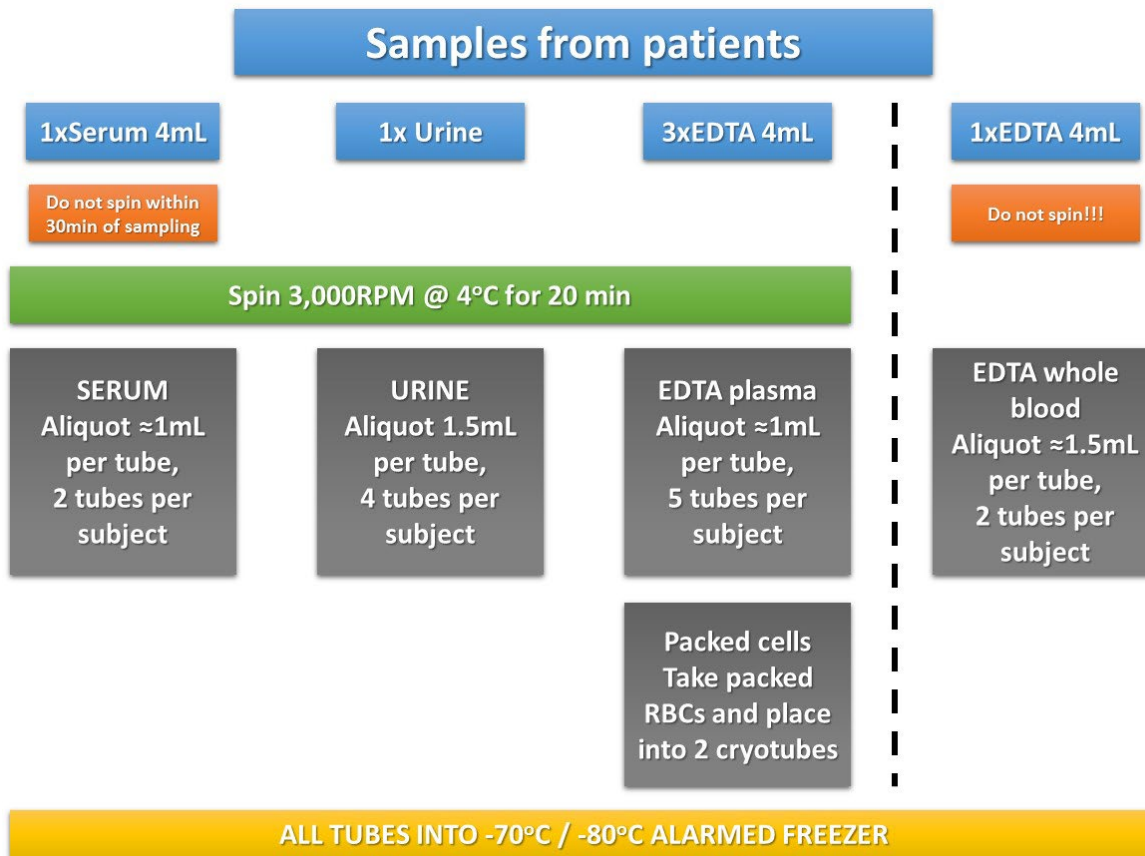 Samples from patients
1xSerum 4mL
1x Urine
3xEDTA 4mL
1xEDTA 4mL
Do not spin within
30min of sampling
Do not spin!!!
Spin 3,000RPM @ 4°C for 20 min
SERUM
Aliquot ≈1mL
per tube,
2 tubes per
subject
URINE
Aliquot 1.5mL
per tube,
4 tubes per
subject
EDTA plasma
Aliquot ≈1mL
per tube,
5 tubes per
subject
EDTA whole
blood
Aliquot ≈1.5mL
per tube,
2 tubes per
subject
Packed cells
Take packed
RBCs and place
into 2 cryotubes
ALL TUBES INTO -70°C / -80°C ALARMED FREEZER